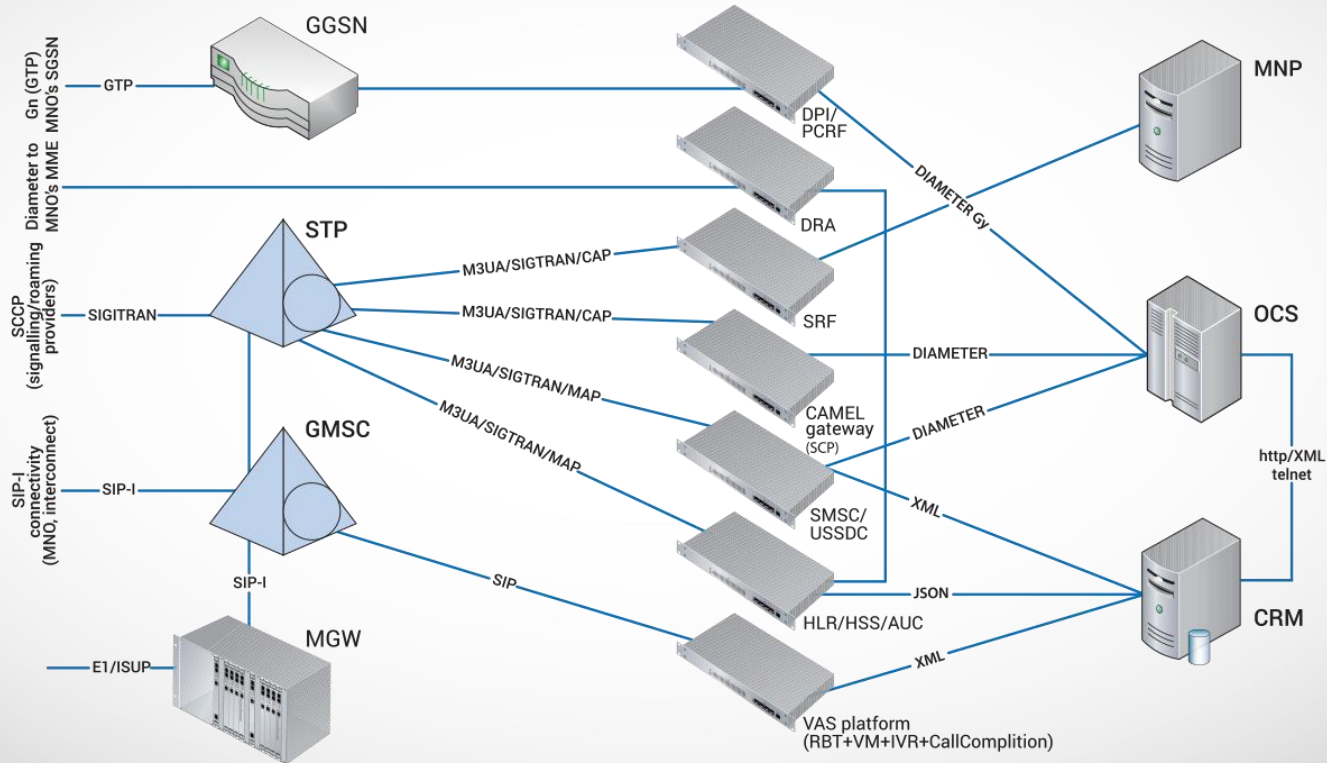 GGSN
Gn (GTP)
MNO's SGSN
GTP
DPI/
PCRF
MNP
Diameter to
MNO's MME
DIAMETER Gy
DRA
STP
M3UA/SIGTRAN/CAP
SCCP
(signalling/roaming
providers)
SIGITRAN
M3UA/SIGTRAN/CAP
SRF
OCS
DIAMETER
M3UA/SIGTRAN/MAP
CAMEL
gateway
(SCP)
DIAMETER
M3UA/SIGTRAN/MAP
GMSC
http/XML
telnet
SIP-I
connectivity
(MNO, interconnect)
SIP-I
XML
SMSC/
USSDC
SIP-I
SIP
JSON
HLR/HSS/AUC
CRM
MGW
E1/ISUP
XML
VAS platform
(RBT+VM+IVR+CallComplition)